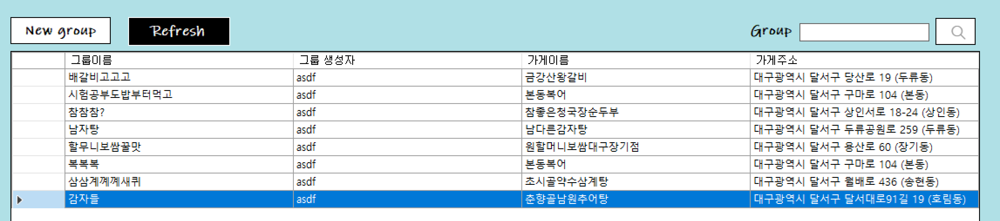 New group Refresh Group
그룹이름 그룹 생성자 가게이름 가게주소
배갈비고고고 asdf 금강산왕갈비 대구광역시 달서구 당산로 19 (두류동)
시험공부도밥부터먹고 asdf 본동복어 대구광역시 달서구 구마로 104 (본동)
참참참? asdf 참좋은청국장순두부 대구광역시 달서구 상인서로 18-24 (상인동)
남자탕 asdf 남다른감자탕 대구광역시 달서구 두류공원로 259 (두류동)
할무니보쌈꿀맛 asdf 원할머니보쌈대구장기점 대구광역시 달서구 용산로 60 (장기동)
복복복 asdf 본동복어 대구광역시 달서구 구마로 104 (본동)
삼삼계꼐꼐새퀴 asdf 초시골약수삼계탕 대구광역시 달서구 월배로 436 (송현동)
감자들 asdf 춘향골남원추어탕 대구광역시 달서구 달서대로91길 19 (호림동)